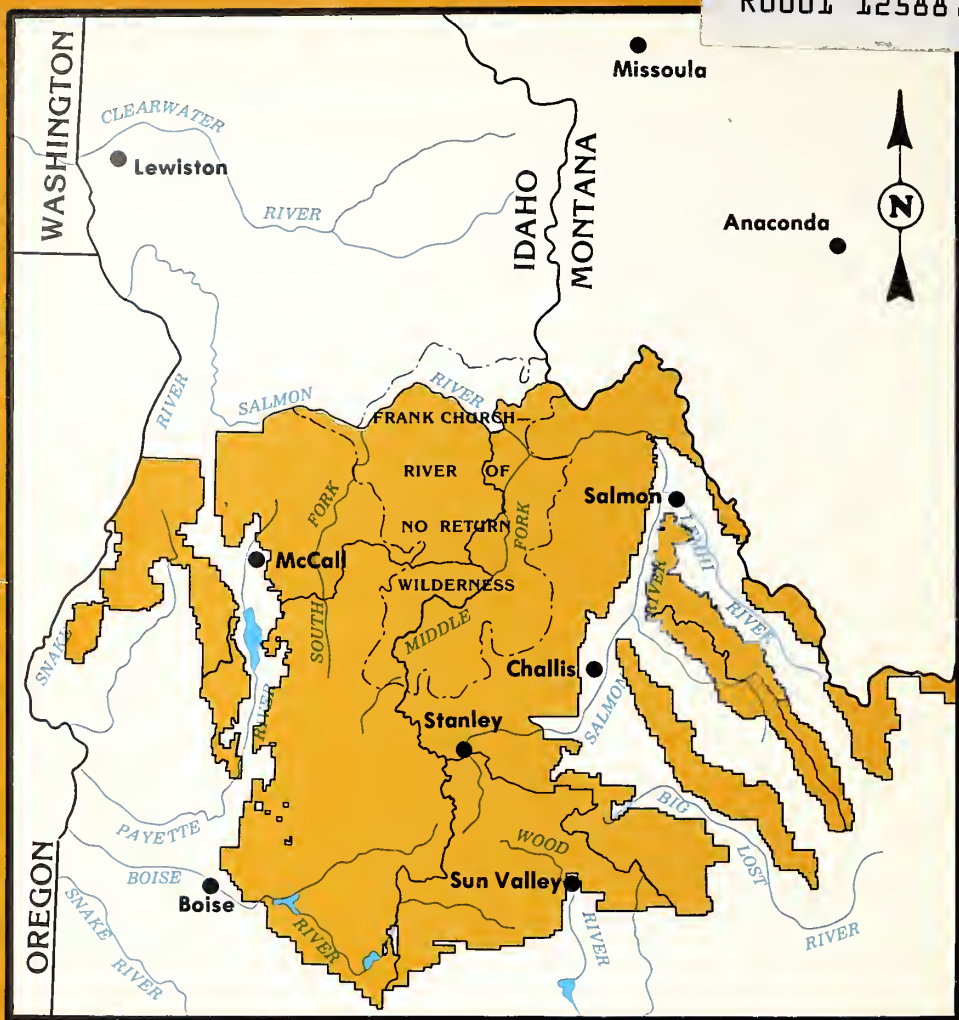 R0001 12588
Missoula
WASHINGTON
CLEARWATER
Lewiston
RIVER
IDAHO
MONTANA
Anaconda
N
RIVER
SALMON
RIVER
FRANK CHURCH
RIVER OF
NO RETURN
WILDERNESS
FORK
SOUTH
FORK
MIDDLE
Salmon
LEMHI
RIVER
RIVER
SALMON
McCall
SNAKE
RIVER
Challis
Stanley
PAYETTE
BOISE
RIVER
Boise
WOOD
RIVER
Sun Valley
BIG
LOST
RIVER
OREGON
SNAKE
RIVER